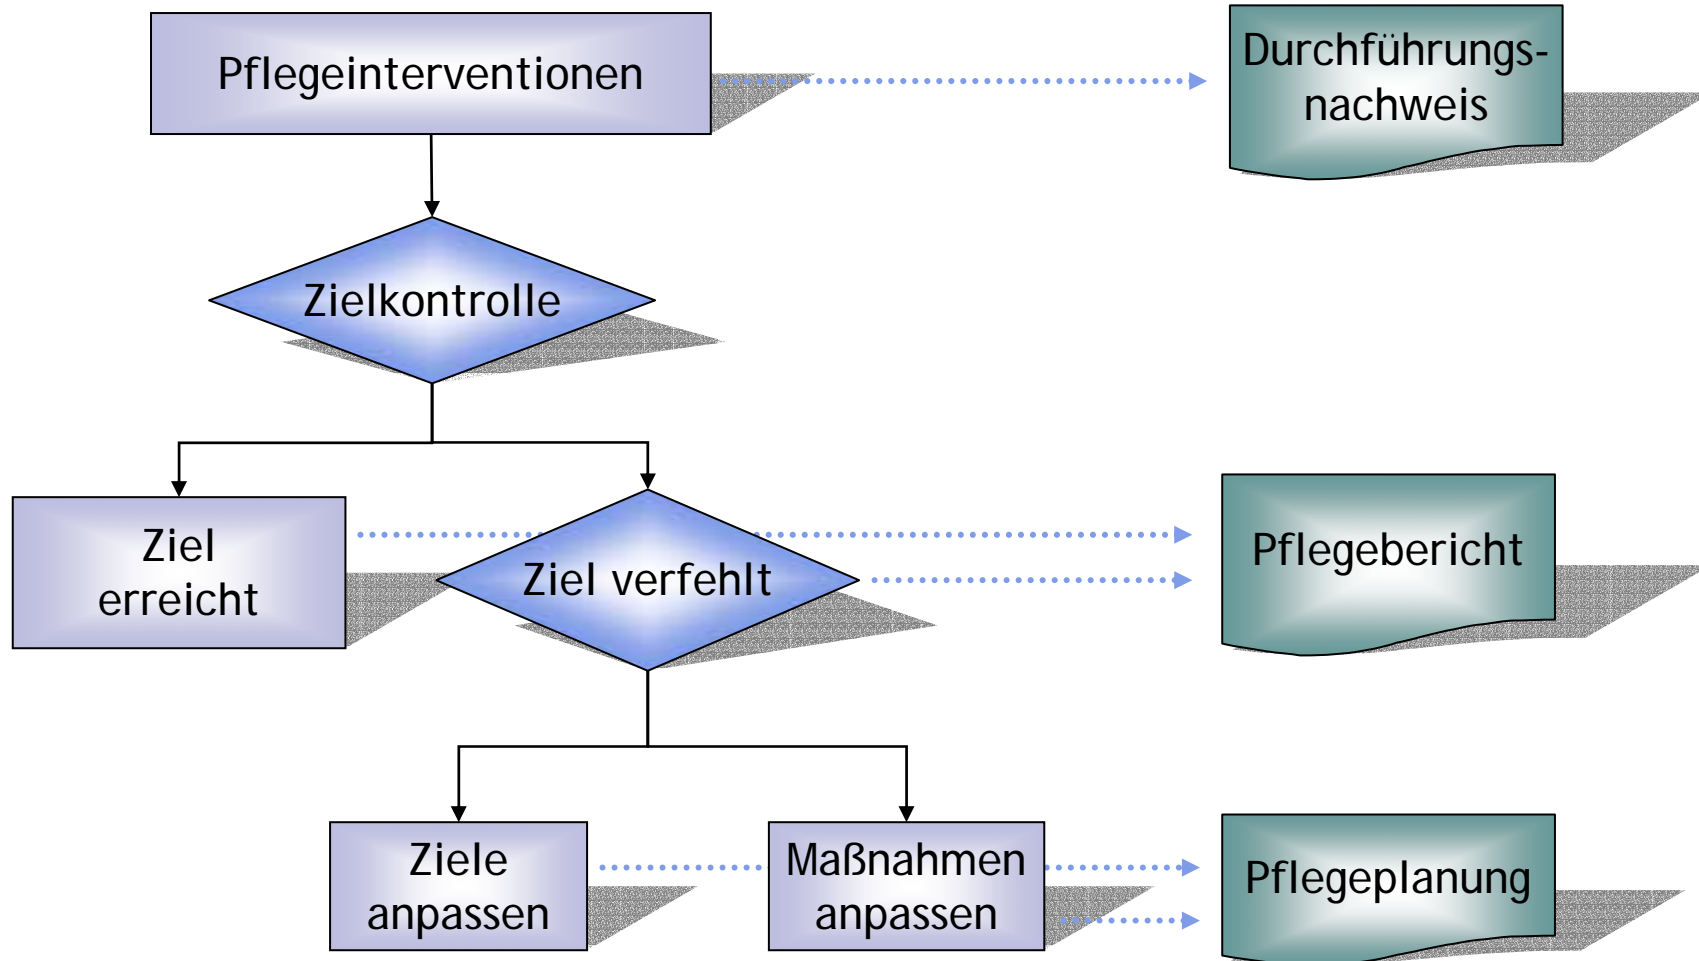 Pflegeinterventionen
Durchführungs-
nachweis
Zielkontrolle
Ziel
erreicht
Ziel verfehlt
Pflegebericht
Ziele
anpassen
Maßnahmen
anpassen
Pflegeplanung